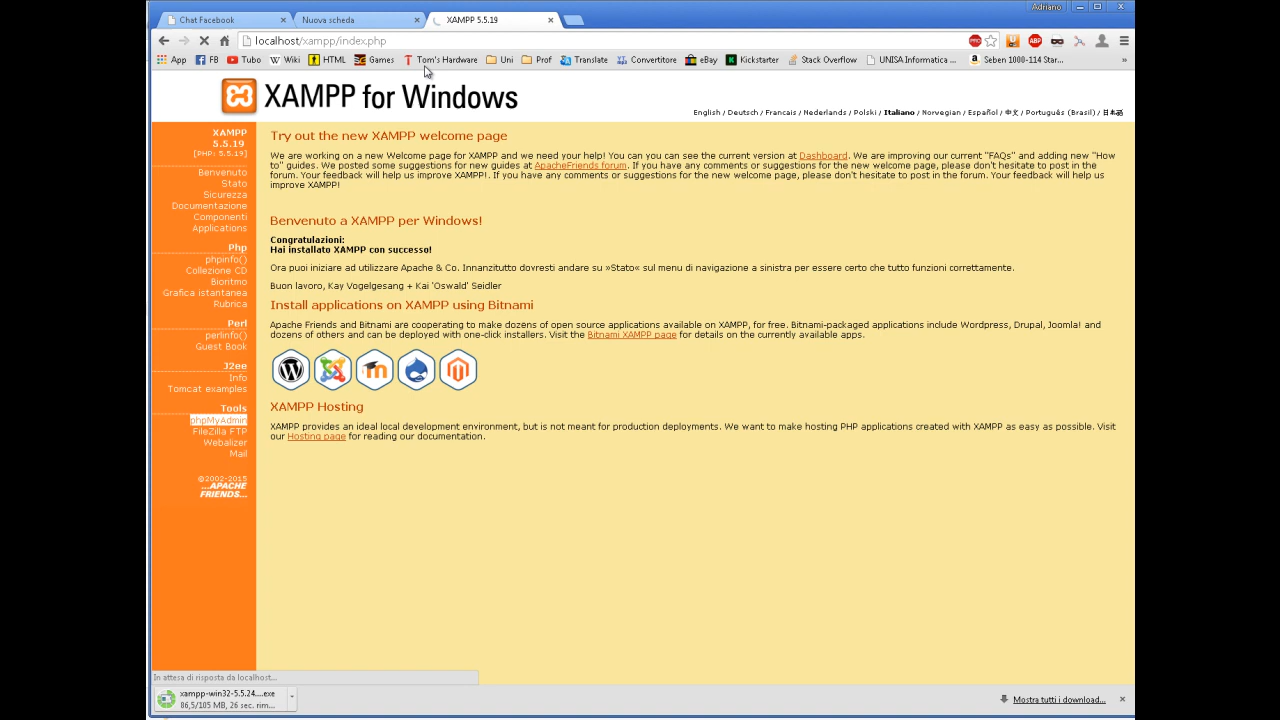 Adriano
Chat Facebook
Nuova scheda
XAMPP 5.5.19
localhost/xampp/index.php
PRO
ABP
App
FB
Tubo
Wiki
HTML
Games
Tom's Hardware
Uni
Prof
Translate
Convertitore
eBay
Kickstarter
Stack Overflow
UNISA Informatica ...
Seben 1000-114 Star...
»
XAMPP for Windows
English / Deutsch / Francais / Nederlands / Polski / Italiano / Norwegian / Español / 中文 / Português (Brasil) / 日本語
XAMPP
5.5.19
[PHP: 5.5.19]
Benvenuto
Stato
Sicurezza
Documentazione
Componenti
Applications
Php
phpinfo()
Collezione CD
Bioritmo
Grafica istantanea
Rubrica
Perl
perlinfo()
Guest Book
J2ee
Info
Tomcat examples
Tools
phpMyAdmin
FileZilla FTP
Webalizer
Mail
©2002-2015
...APACHE
FRIENDS...
Try out the new XAMPP welcome page
We are working on a new Welcome page for XAMPP and we need your help! You can you can see the current version at Dashboard. We are improving our current "FAQs" and adding new "How
to" guides. We posted some suggestions for new guides at ApacheFriends forum. If you have any comments or suggestions for the new welcome page, please don't hesitate to post in the
forum. Your feedback will help us improve XAMPP!. If you have any comments or suggestions for the new welcome page, please don't hesitate to post in the forum. Your feedback will help us
improve XAMPP!
Benvenuto a XAMPP per Windows!
Congratulazioni:
Hai installato XAMPP con successo!
Ora puoi iniziare ad utilizzare Apache & Co. Innanzitutto dovresti andare su »Stato« sul menu di navigazione a sinistra per essere certo che tutto funzioni correttamente.
Buon lavoro, Kay Vogelgesang + Kai 'Oswald' Seidler
Install applications on XAMPP using Bitnami
Apache Friends and Bitnami are cooperating to make dozens of open source applications available on XAMPP, for free. Bitnami-packaged applications include Wordpress, Drupal, Joomla! and
dozens of others and can be deployed with one-click installers. Visit the Bitnami XAMPP page for details on the currently available apps.
XAMPP Hosting
XAMPP provides an ideal local development environment, but is not meant for production deployments. We want to make hosting PHP applications created with XAMPP as easy as possible. Visit
our Hosting page for reading our documentation.
In attesa di risposta da localhost...
xampp-win32-5.5.24....exe
86,5/105 MB, 26 sec. rim...
Mostra tutti i download...